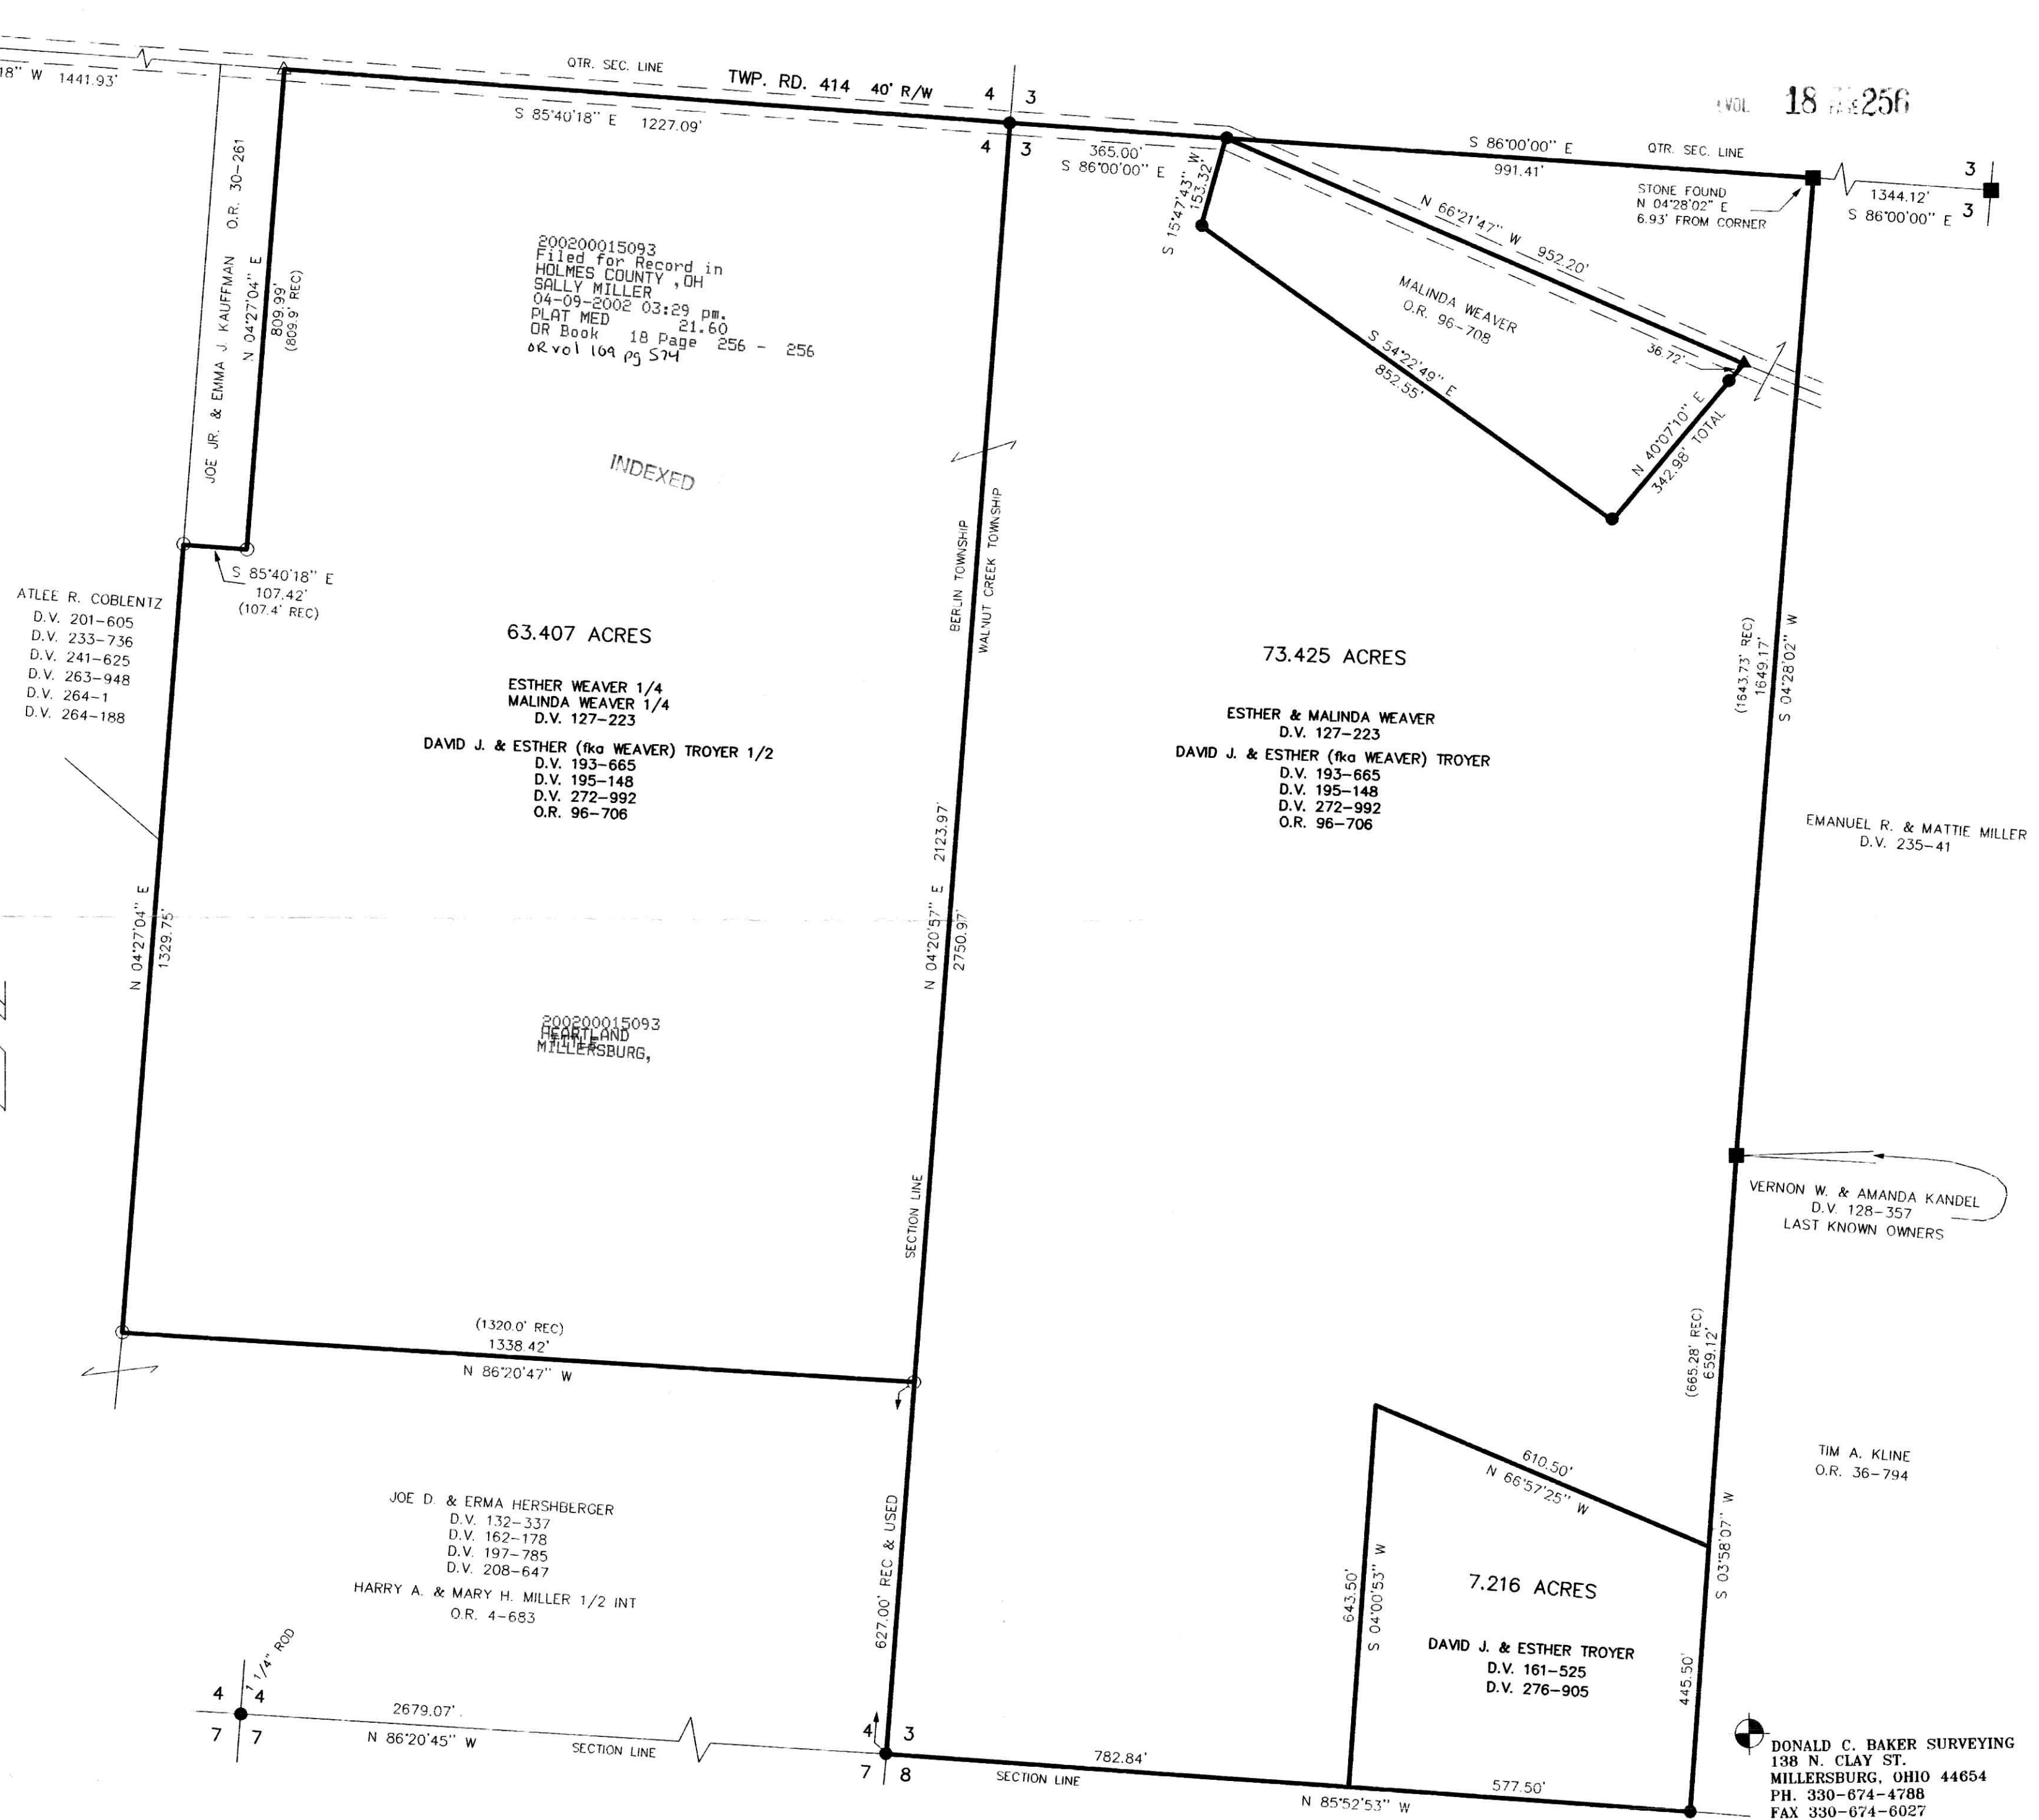 18" W 1441.93'
QTR. SEC. LINE
TWP. RD. 414 40' R/W
4 3
4 3
S 85°40'18" E 1227.09'
365.00'
S 86°00'00" E
S 86°00'00" E
QTR. SEC. LINE
991.41'
VOL 18 256
STONE FOUND
N 04°28'02" E
6.93' FROM CORNER
3
3
1344.12'
S 86°00'00" E
JOE JR. & EMMA J. KAUFFMAN O.R. 30-261
N 04°27'04" E
809.99'
(809.9' REC)
200200015093
Filed for Record in
HOLMES COUNTY ,OH
SALLY MILLER
04-09-2002 03:29 pm.
PLAT MED 21.60
OR Book 18 Page 256 - 256
OR vol 169 pg 574
INDEXED
S 15°47'43" W
153.32'
N 66°21'47" W 952.20'
MALINDA WEAVER
O.R. 96-708
36.72'
S 54°22'49" E
852.55'
N 40°07'10" E
342.98' TOTAL
S 85°40'18" E
107.42'
(107.4' REC)
ATLEE R. COBLENTZ
D.V. 201-605
D.V. 233-736
D.V. 241-625
D.V. 263-948
D.V. 264-1
D.V. 264-188
63.407 ACRES
ESTHER WEAVER 1/4
MALINDA WEAVER 1/4
D.V. 127-223
DAVID J. & ESTHER (fka WEAVER) TROYER 1/2
D.V. 193-665
D.V. 195-148
D.V. 272-992
O.R. 96-706
BERLIN TOWNSHIP
WALNUT CREEK TOWNSHIP
73.425 ACRES
ESTHER & MALINDA WEAVER
D.V. 127-223
DAVID J. & ESTHER (fka WEAVER) TROYER
D.V. 193-665
D.V. 195-148
D.V. 272-992
O.R. 96-706
(1643.73' REC)
1649.17'
S 04°28'02" W
EMANUEL R. & MATTIE MILLER
D.V. 235-41
N 04°27'04" E
1329.75'
N 04°20'57" E 2123.97'
2750.97'
200200015093
HEARTLAND
TITLE
MILLERSBURG,
SECTION LINE
VERNON W. & AMANDA KANDEL
D.V. 128-357
LAST KNOWN OWNERS
(1320.0' REC)
1338.42'
N 86°20'47" W
(665.28' REC)
659.12'
S 03°58'07" W
TIM A. KLINE
O.R. 36-794
JOE D. & ERMA HERSHBERGER
D.V. 132-337
D.V. 162-178
D.V. 197-785
D.V. 208-647
HARRY A. & MARY H. MILLER 1/2 INT
O.R. 4-683
627.00' REC & USED
610.50'
N 66°57'25" W
643.50'
S 04°00'53" W
7.216 ACRES
DAVID J. & ESTHER TROYER
D.V. 161-525
D.V. 276-905
445.50'
1 1/4" ROD
4 4
7 7
2679.07'
N 86°20'45" W
SECTION LINE
4 3
7 8
782.84'
SECTION LINE
577.50'
N 85°52'53" W
DONALD C. BAKER SURVEYING
138 N. CLAY ST.
MILLERSBURG, OHIO 44654
PH. 330-674-4788
FAX 330-674-6027